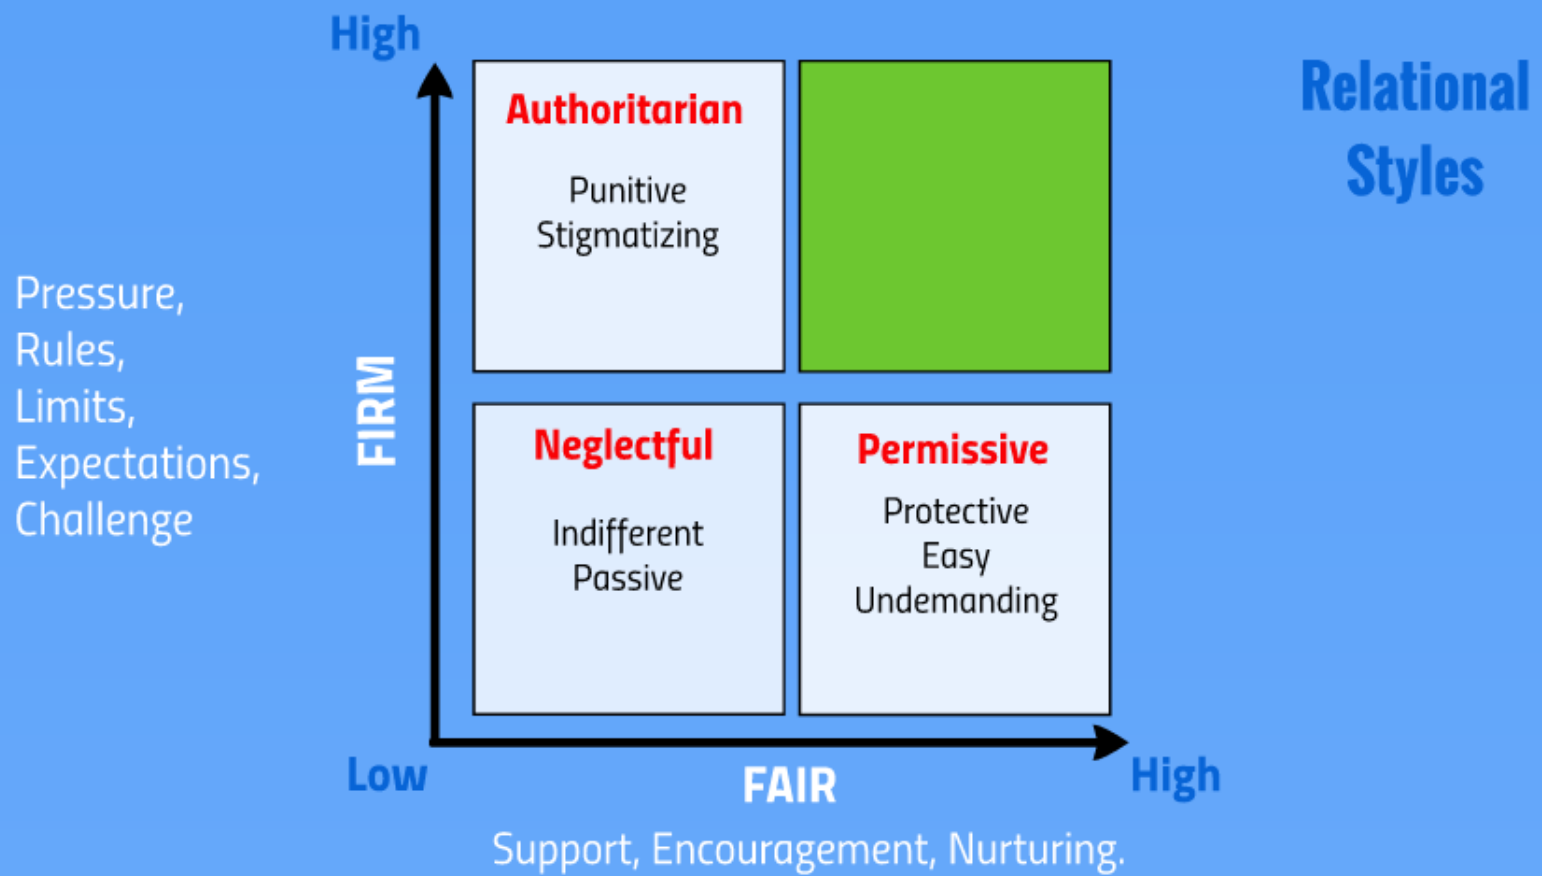 High
Relational
Styles
Authoritarian
Punitive
Stigmatizing
Pressure,
Rules,
Limits,
Expectations,
Challenge
FIRM
Neglectful
Indifferent
Passive
Permissive
Protective
Easy
Undemanding
Low
FAIR
High
Support, Encouragement, Nurturing.